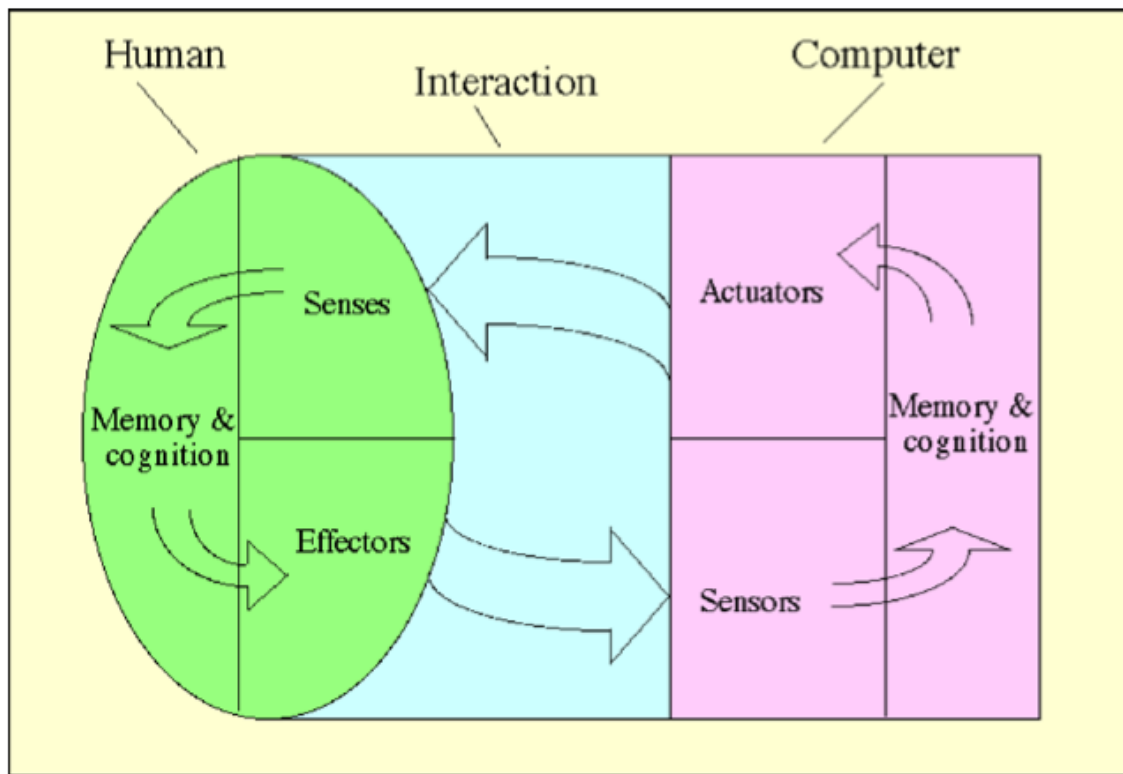 Human
Interaction
Computer
Senses
Actuators
Memory &
cognition
Memory &
cognition
Effectors
Sensors